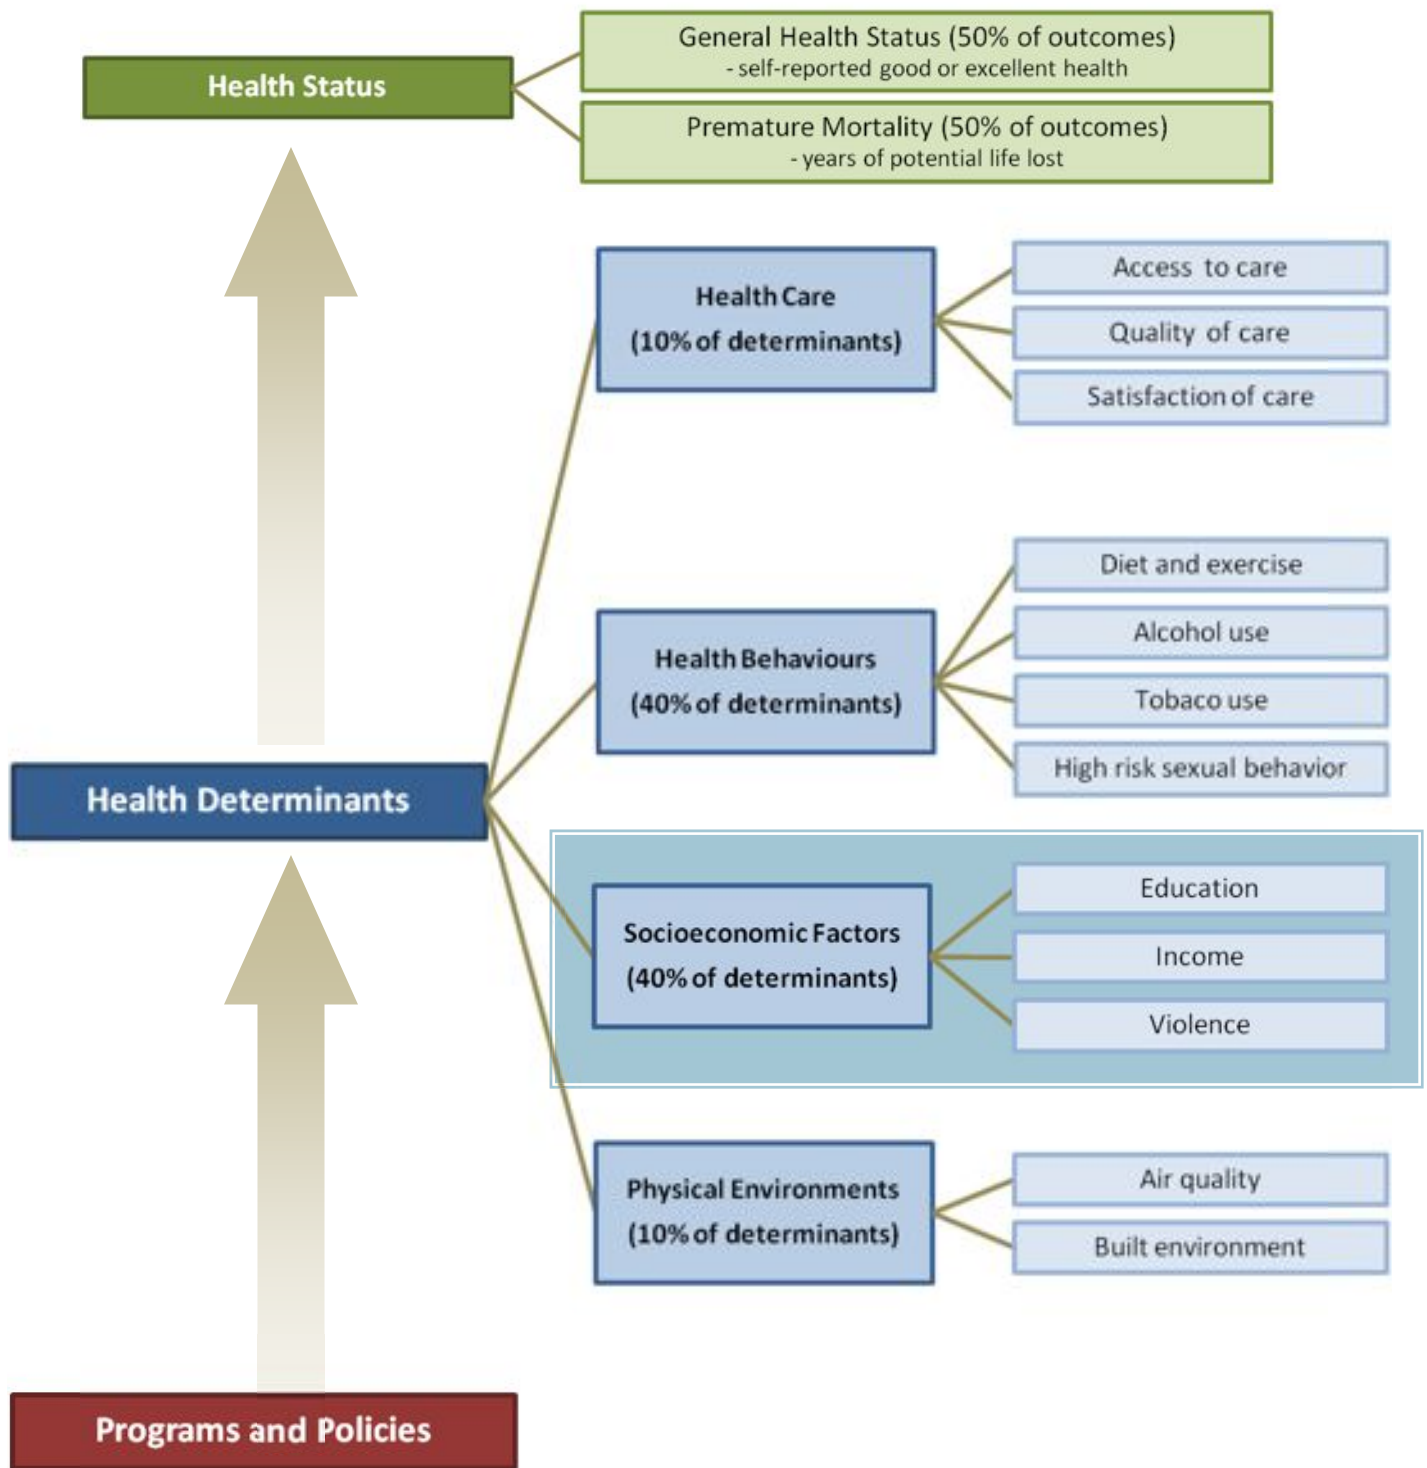 General Health Status (50% of outcomes)
- self-reported good or excellent health
Health Status
Premature Mortality (50% of outcomes)
- years of potential life lost
Health Care
(10% of determinants)
Access to care
Quality of care
Satisfaction of care
Health Behaviours
(40% of determinants)
Diet and exercise
Alcohol use
Tobaco use
High risk sexual behavior
Health Determinants
Socioeconomic Factors
(40% of determinants)
Education
Income
Violence
Physical Environments
(10% of determinants)
Air quality
Built environment
Programs and Policies